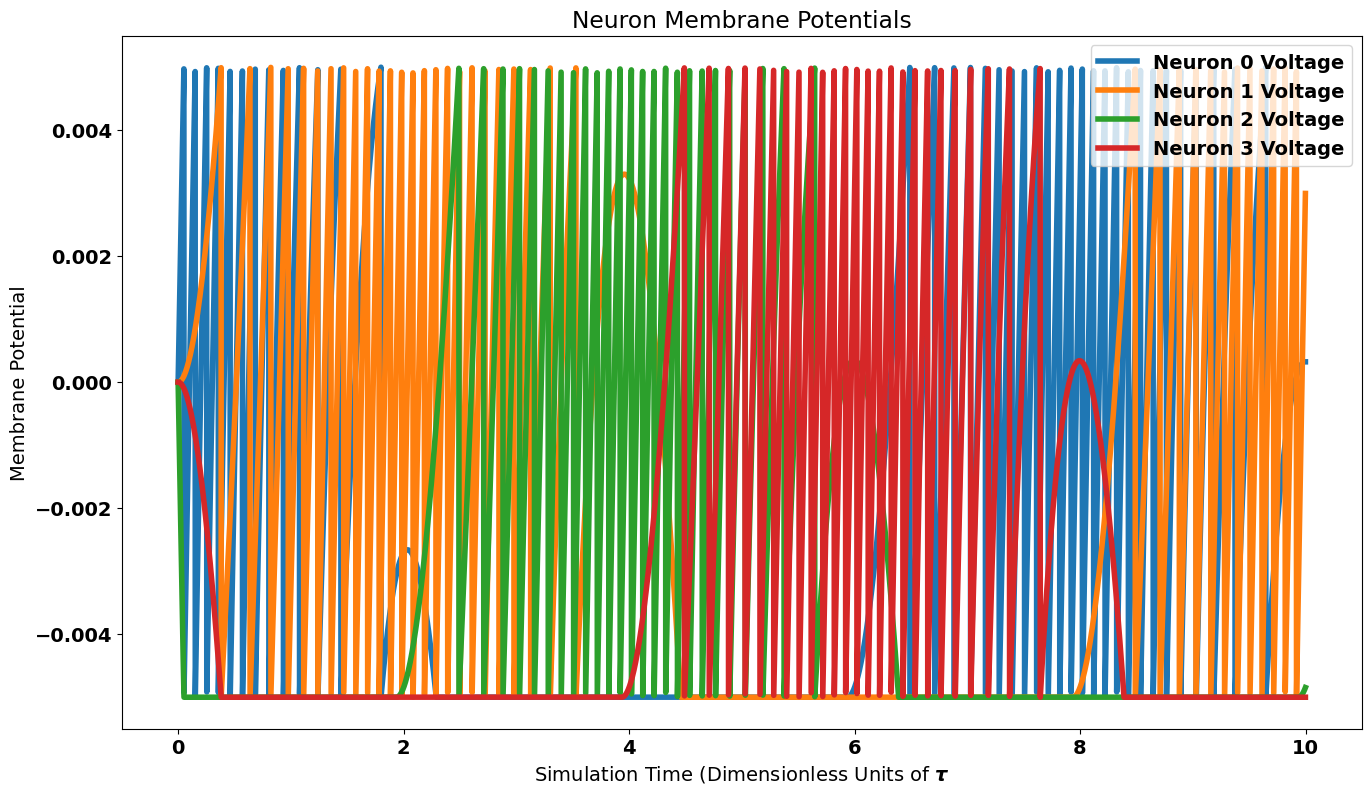 Neuron Membrane Potentials
Neuron 0 Voltage
Neuron 1 Voltage
Neuron 2 Voltage
Neuron 3 Voltage
Membrane Potential
0.004
0.002
0.000
−0.002
−0.004
0 2 4 6 8 10
Simulation Time (Dimensionless Units of τ